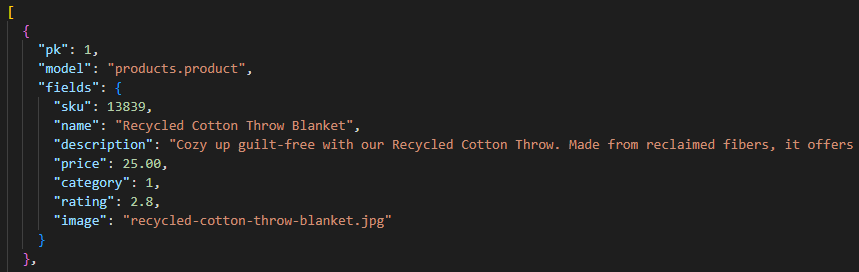 [
{
"pk": 1,
"model": "products.product",
"fields": {
"sku": 13839,
"name": "Recycled Cotton Throw Blanket",
"description": "Cozy up guilt-free with our Recycled Cotton Throw. Made from reclaimed fibers, it offers
"price": 25.00,
"category": 1,
"rating": 2.8,
"image": "recycled-cotton-throw-blanket.jpg"
}
},